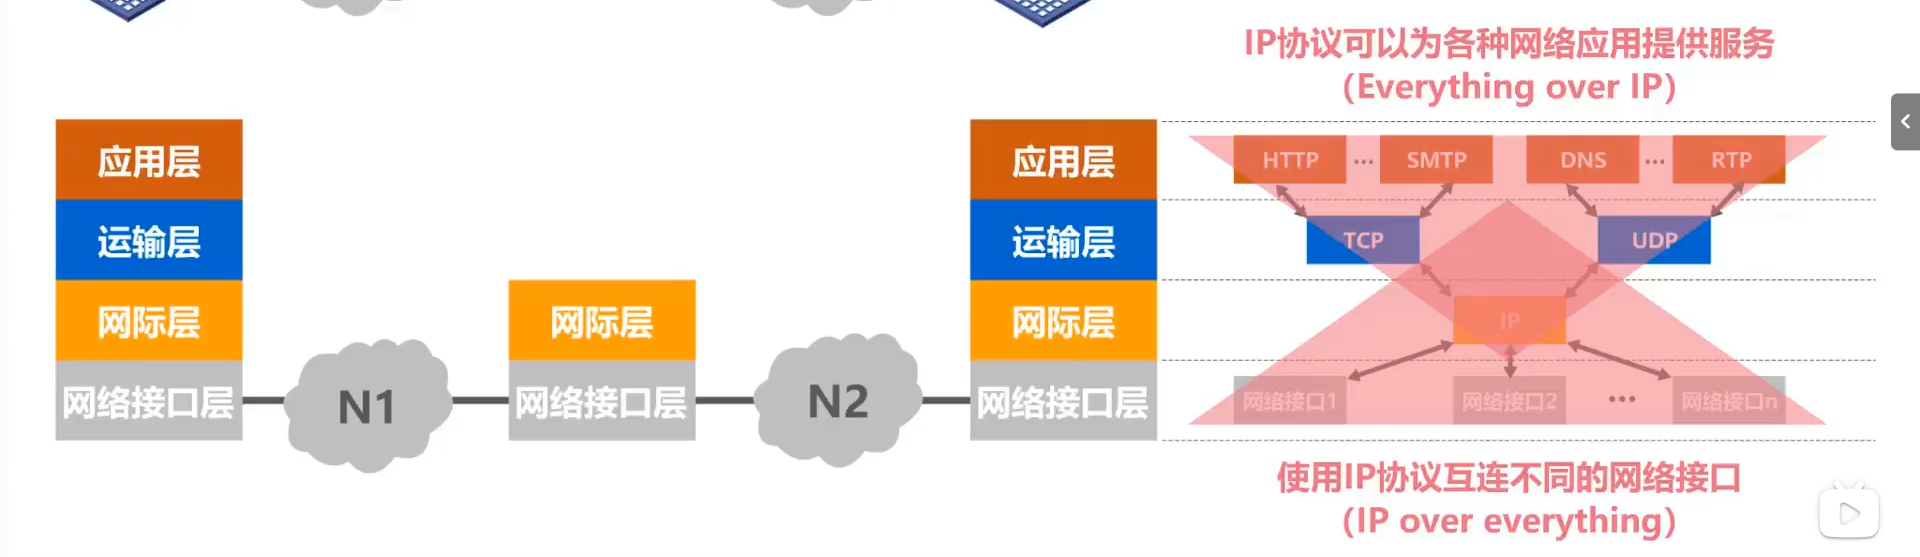 IP协议可以为各种网络应用提供服务
（Everything over IP）
应用层
运输层
网际层
网络接口层
N1
网际层
网络接口层
N2
应用层
运输层
网际层
网络接口层
HTTP ... SMTP DNS ... RTP
TCP UDP
IP
网络接口1 网络接口2 ... 网络接口n
使用IP协议互连不同的网络接口
（IP over everything）